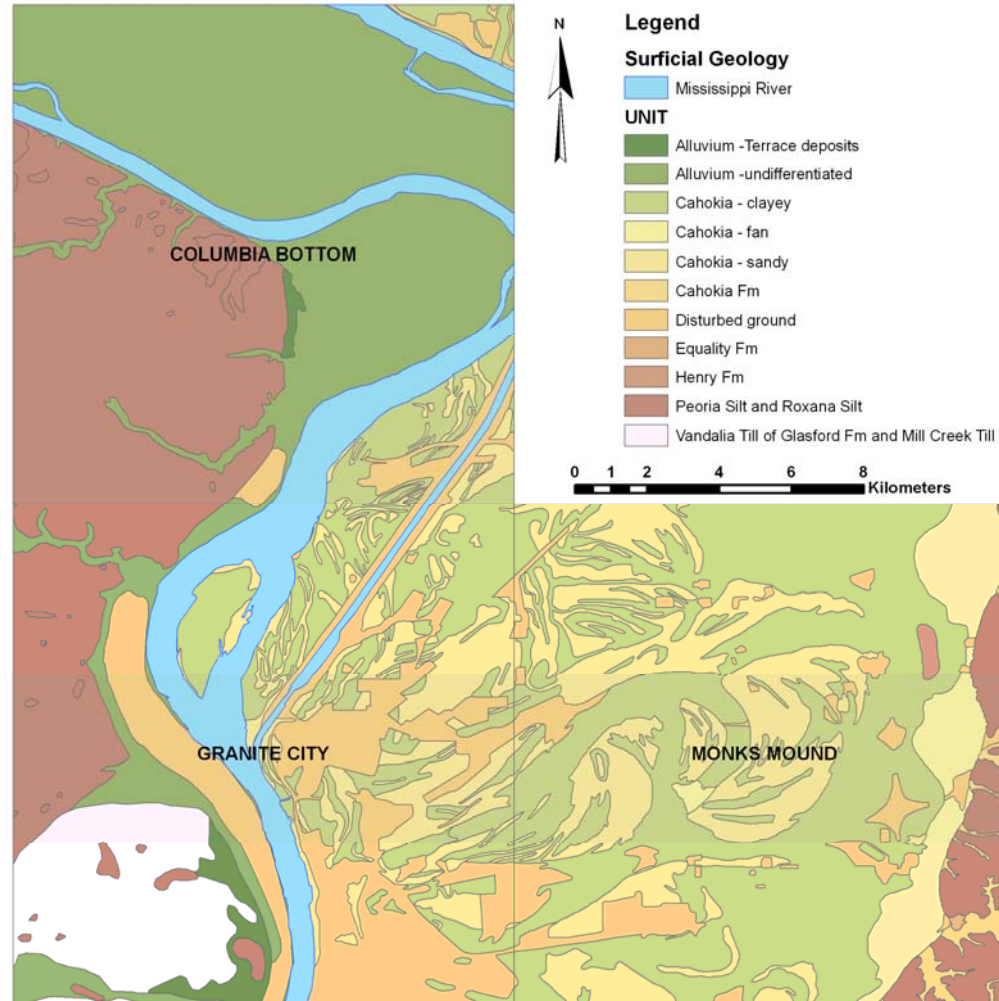 N
Legend
Surficial Geology
Mississippi River
UNIT
Alluvium -Terrace deposits
Alluvium -undifferentiated
Cahokia - clayey
Cahokia - fan
Cahokia - sandy
Cahokia Fm
Disturbed ground
Equality Fm
Henry Fm
Peoria Silt and Roxana Silt
Vandalia Till of Glasford Fm and Mill Creek Till
0 1 2 4 6 8
Kilometers
COLUMBIA BOTTOM
GRANITE CITY
MONKS MOUND